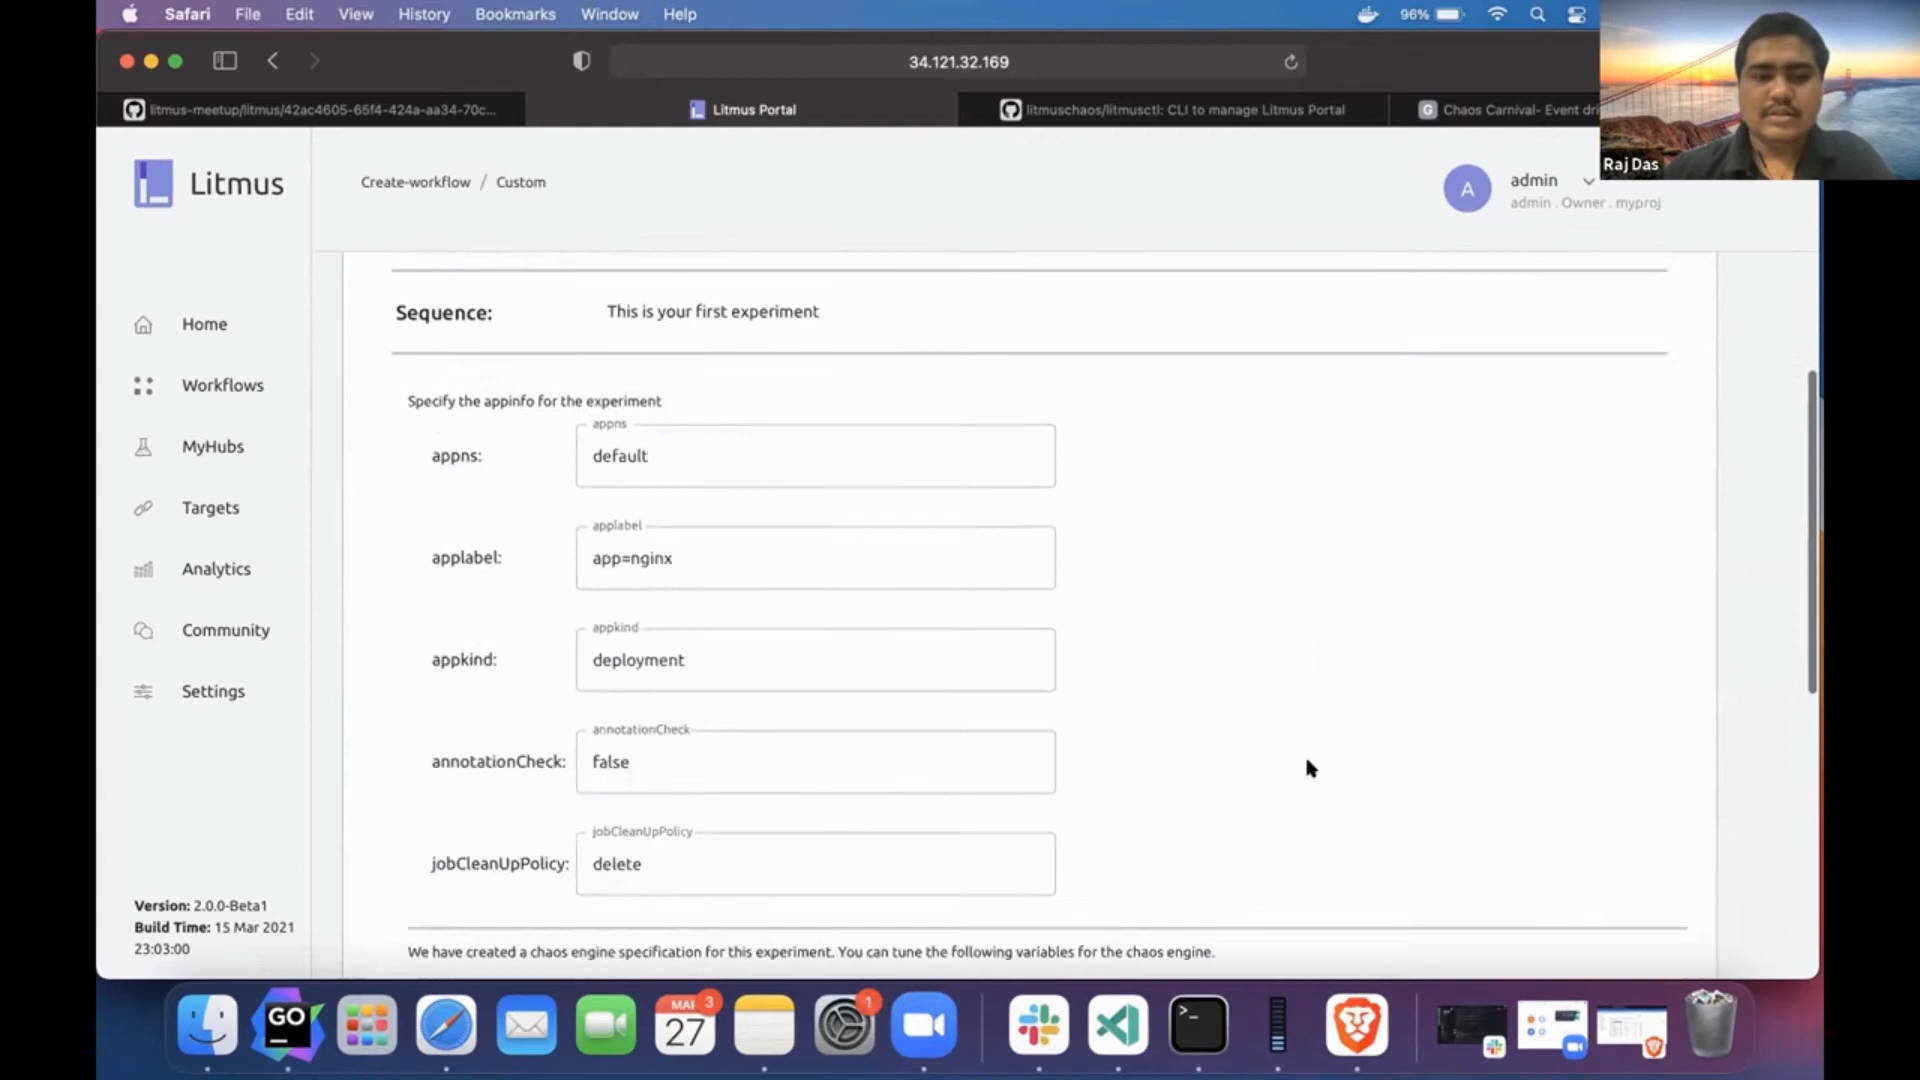 Safari File Edit View History Bookmarks Window Help 96%
34.121.32.169
litmus-meetup/litmus/42ac4605-65f4-424a-aa34-70c... Litmus Portal litmuschaos/litmusctl: CLI to manage Litmus Portal G Chaos Carnival- Event dri
Raj Das
Litmus
Create-workflow / Custom
A
admin
admin . Owner . myproj
Home
Workflows
MyHubs
Targets
Analytics
Community
Settings
Version: 2.0.0-Beta1
Build Time: 15 Mar 2021
23:03:00
Sequence: This is your first experiment
Specify the appinfo for the experiment
appns
appns: default
applabel
applabel: app=nginx
appkind
appkind: deployment
annotationCheck
annotationCheck: false
jobCleanUpPolicy
jobCleanUpPolicy: delete
We have created a chaos engine specification for this experiment. You can tune the following variables for the chaos engine.
GO
MAR 3
27
1
>_